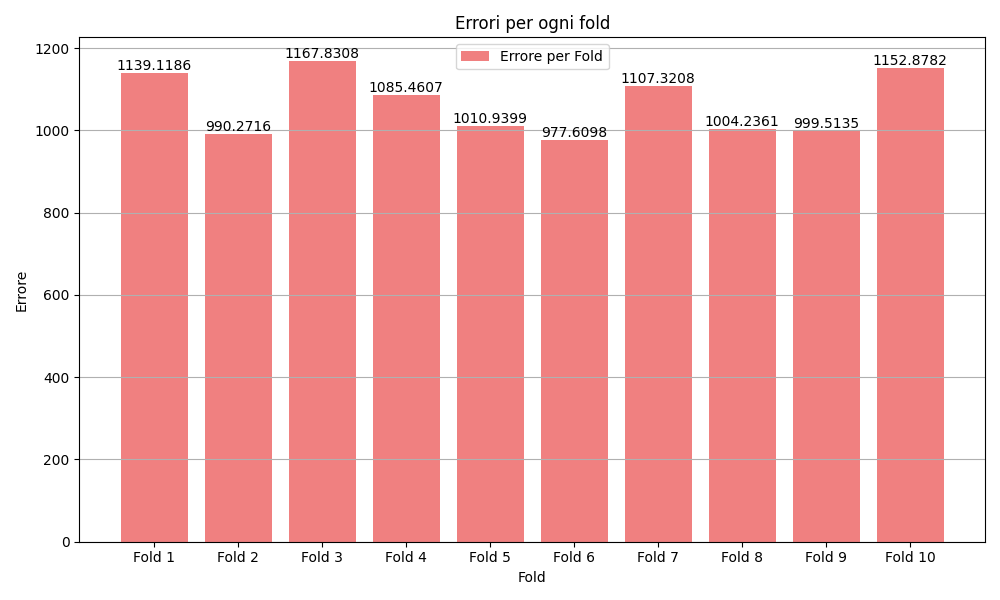 Errori per ogni fold
Errore per Fold
1139.1186
990.2716
1167.8308
1085.4607
1010.9399
977.6098
1107.3208
1004.2361
999.5135
1152.8782
1200
1000
800
600
400
200
0
Errore
Fold 1
Fold 2
Fold 3
Fold 4
Fold 5
Fold 6
Fold 7
Fold 8
Fold 9
Fold 10
Fold